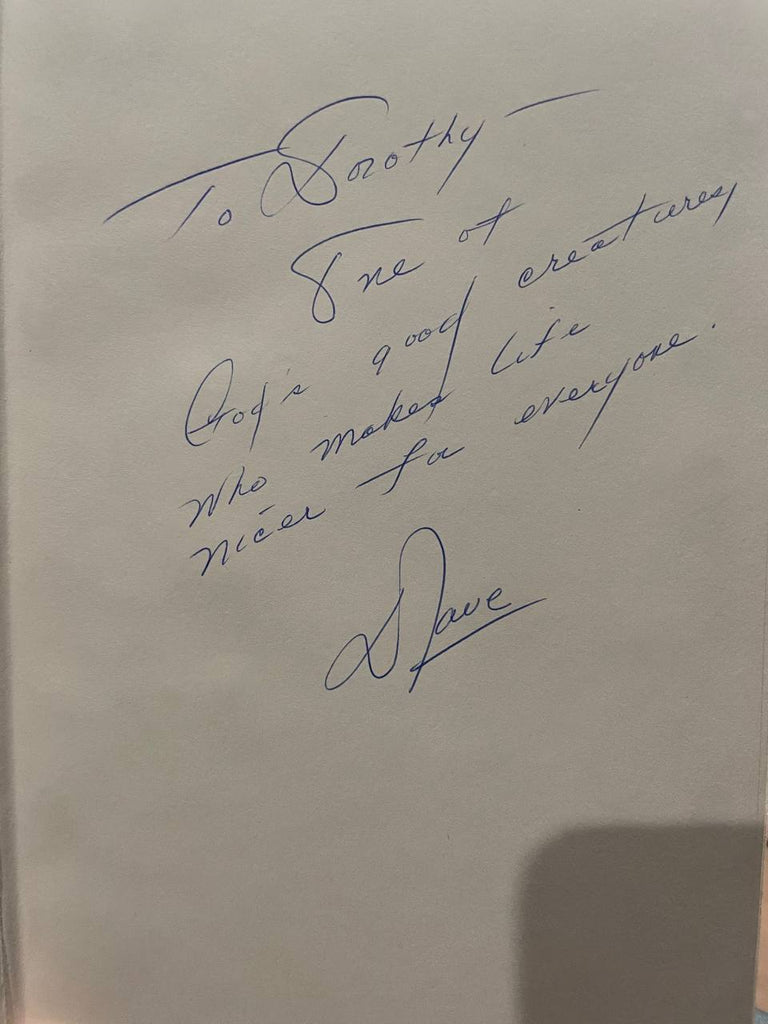 To Dorothy —
One of
God's good creatures
who makes life
nicer for everyone.
Dave